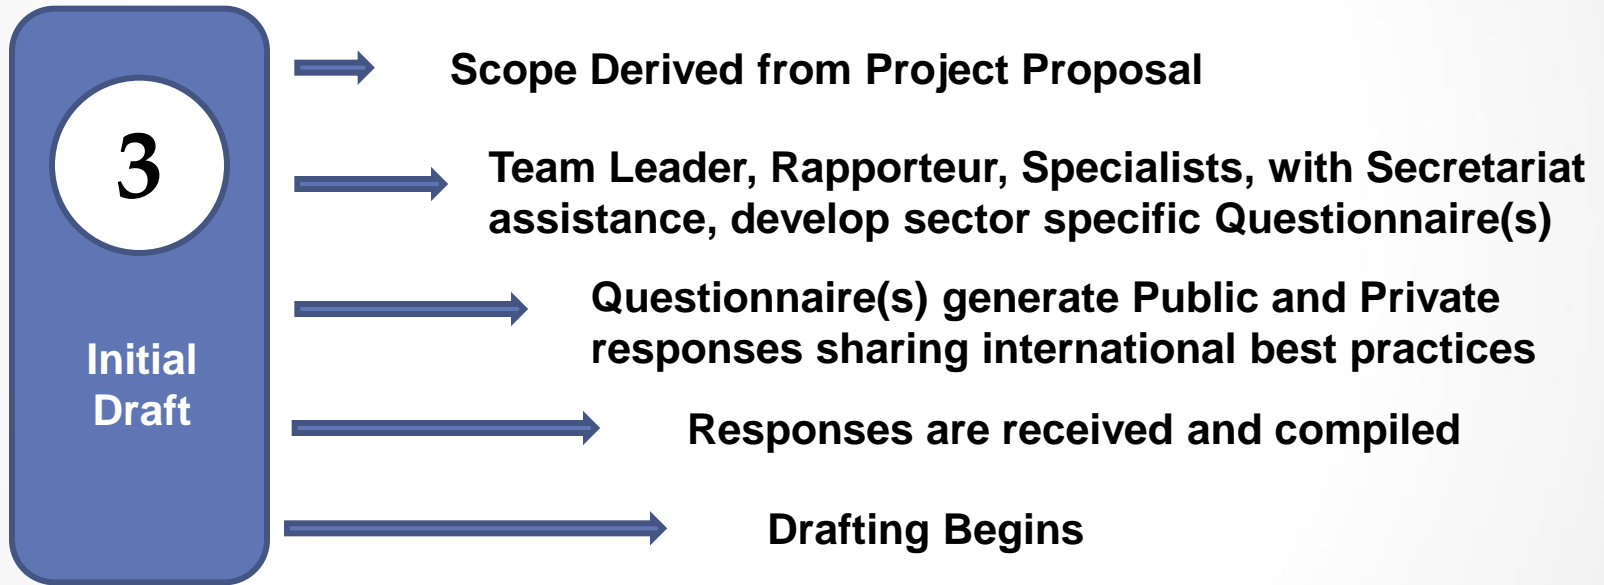 3
Initial
Draft
Scope Derived from Project Proposal
Team Leader, Rapporteur, Specialists, with Secretariat
assistance, develop sector specific Questionnaire(s)
Questionnaire(s) generate Public and Private
responses sharing international best practices
Responses are received and compiled
Drafting Begins